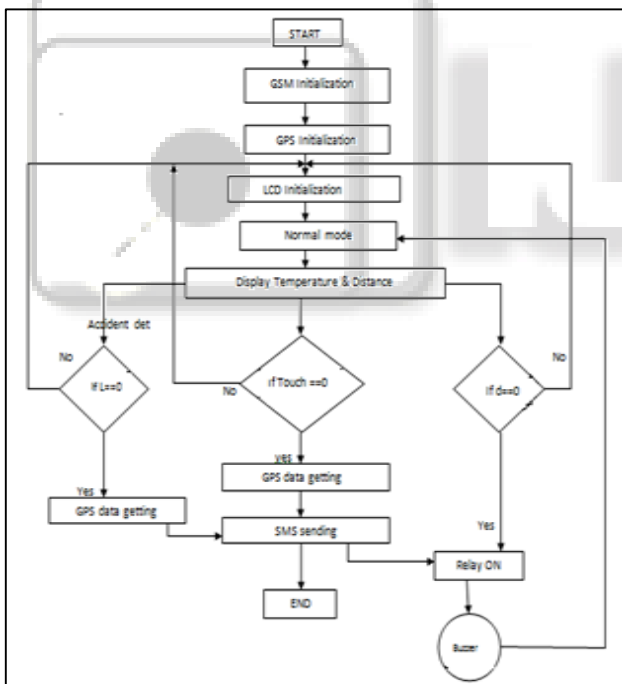 START
GSM Initialization
GPS Initialization
LCD Initialization
Normal mode
Display Temperature & Distance
Accident det
No
If L==0
No
If Touch ==0
No
If d==0
Yes
GPS data getting
yes
GPS data getting
SMS sending
Yes
Relay ON
END
Buzzer